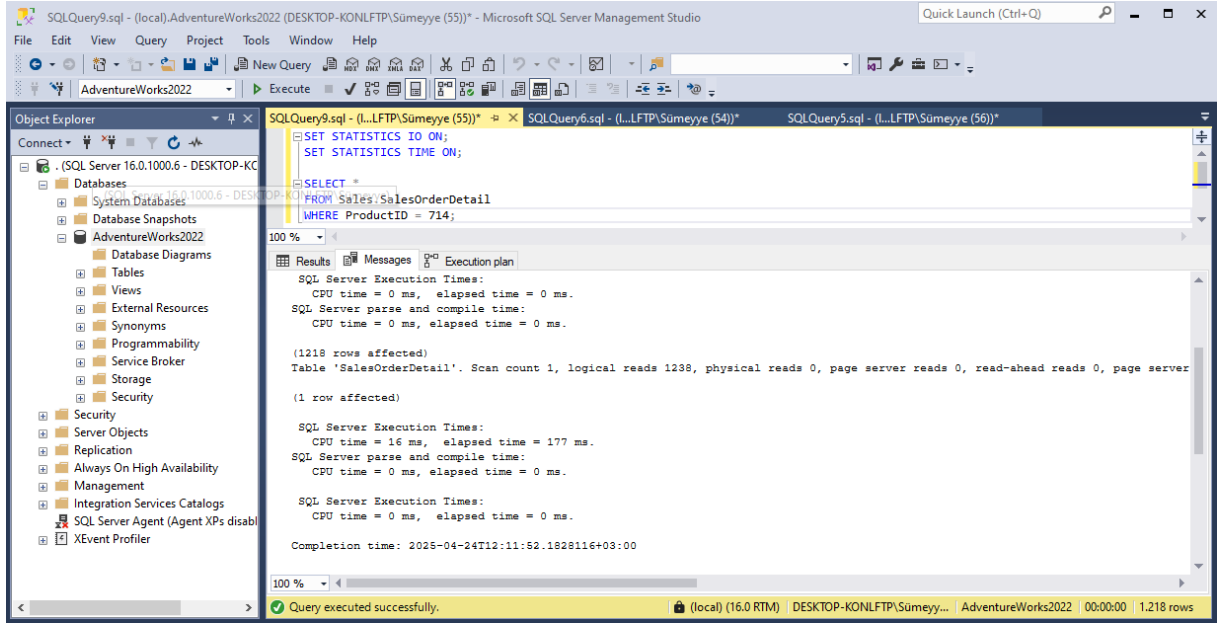 SQLQuery9.sql - (local).AdventureWorks2022 (DESKTOP-KONLFTP\Sümeyye (55))* - Microsoft SQL Server Management Studio
Quick Launch (Ctrl+Q)
File Edit View Query Project Tools Window Help
New Query
MDX DMX XMLA DAX
AdventureWorks2022
Execute
Object Explorer
Connect
. (SQL Server 16.0.1000.6 - DESKTOP-KC
Databases
System Databases
Database Snapshots
AdventureWorks2022
Database Diagrams
Tables
Views
External Resources
Synonyms
Programmability
Service Broker
Storage
Security
Security
Server Objects
Replication
Always On High Availability
Management
Integration Services Catalogs
SQL Server Agent (Agent XPs disabl
XEvent Profiler
SQLQuery9.sql - (l...LFTP\Sümeyye (55))*
SQLQuery6.sql - (l...LFTP\Sümeyye (54))*
SQLQuery5.sql - (l...LFTP\Sümeyye (56))*
SET STATISTICS IO ON;
SET STATISTICS TIME ON;
SELECT *
FROM Sales.SalesOrderDetail
WHERE ProductID = 714;
100 %
Results Messages Execution plan
SQL Server Execution Times:
CPU time = 0 ms, elapsed time = 0 ms.
SQL Server parse and compile time:
CPU time = 0 ms, elapsed time = 0 ms.
(1218 rows affected)
Table 'SalesOrderDetail'. Scan count 1, logical reads 1238, physical reads 0, page server reads 0, read-ahead reads 0, page server
(1 row affected)
SQL Server Execution Times:
CPU time = 16 ms, elapsed time = 177 ms.
SQL Server parse and compile time:
CPU time = 0 ms, elapsed time = 0 ms.
SQL Server Execution Times:
CPU time = 0 ms, elapsed time = 0 ms.
Completion time: 2025-04-24T12:11:52.1828116+03:00
100 %
Query executed successfully.
(local) (16.0 RTM) DESKTOP-KONLFTP\Sümeyy... AdventureWorks2022 00:00:00 1.218 rows